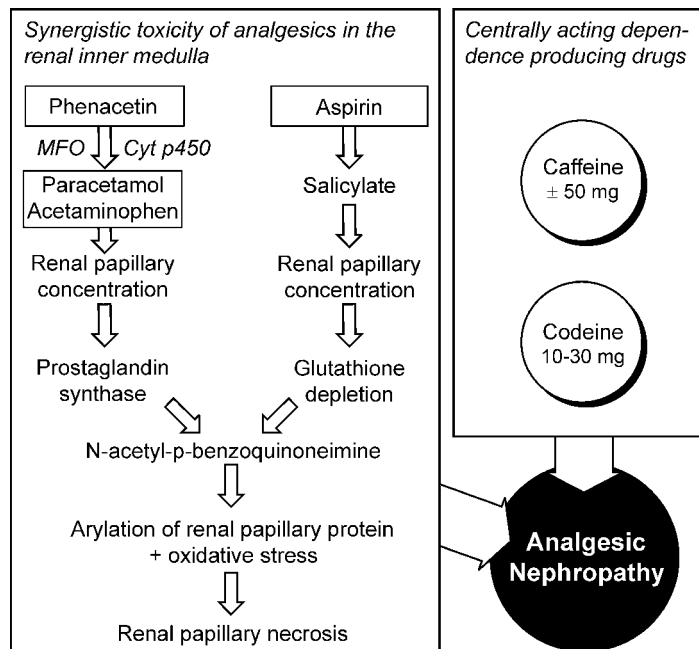 Synergistic toxicity of analgesics in the
renal inner medulla
Phenacetin
MFO Cyt p450
Paracetamol
Acetaminophen
Renal papillary
concentration
Prostaglandin
synthase
Aspirin
Salicylate
Renal papillary
concentration
Glutathione
depletion
N-acetyl-p-benzoquinoneimine
Arylation of renal papillary protein
+ oxidative stress
Renal papillary necrosis
Centrally acting depen-
dence producing drugs
Caffeine
± 50 mg
Codeine
10-30 mg
Analgesic
Nephropathy